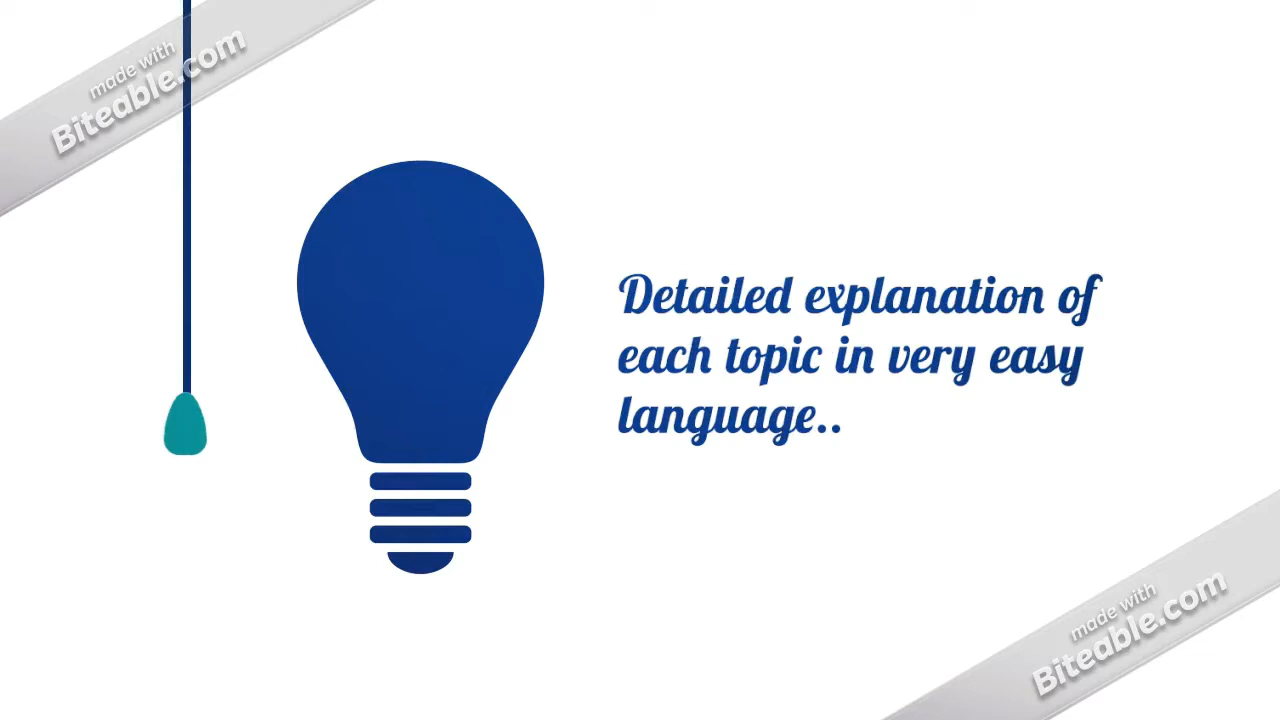 made with
Biteable.com
Detailed explanation of
each topic in very easy
language..
made with
Biteable.com